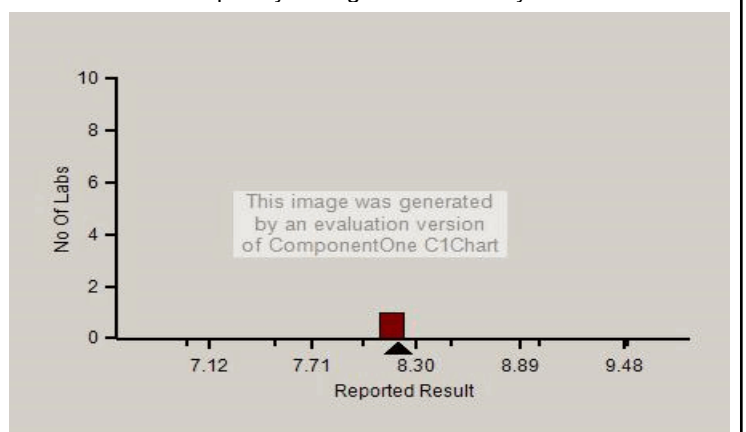 10
8
6
4
2
0
No Of Labs
This image was generated
by an evaluation version
of ComponentOne C1Chart
7.12 7.71 8.30 8.89 9.48
Reported Result